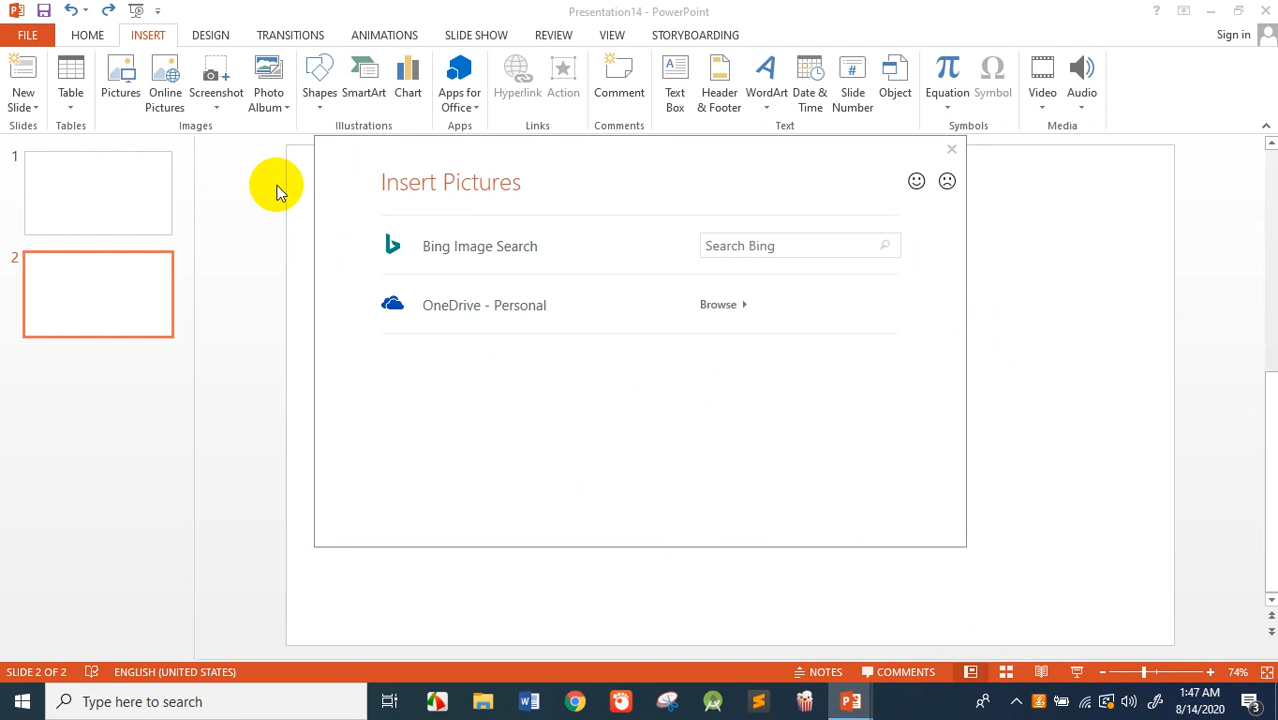 Presentation14 - PowerPoint
FILE HOME INSERT DESIGN TRANSITIONS ANIMATIONS SLIDE SHOW REVIEW VIEW STORYBOARDING Sign in
New Slide Table Pictures Online Pictures Screenshot Photo Album Shapes SmartArt Chart Apps for Office Hyperlink Action Comment Text Box Header & Footer WordArt Date & Time Slide Number Object Equation Symbol Video Audio
Slides Tables Images Illustrations Apps Links Comments Text Symbols Media
1
2
Insert Pictures
Bing Image Search Search Bing
OneDrive - Personal Browse
SLIDE 2 OF 2 ENGLISH (UNITED STATES) NOTES COMMENTS 74%
Type here to search 1:47 AM
8/14/2020 3